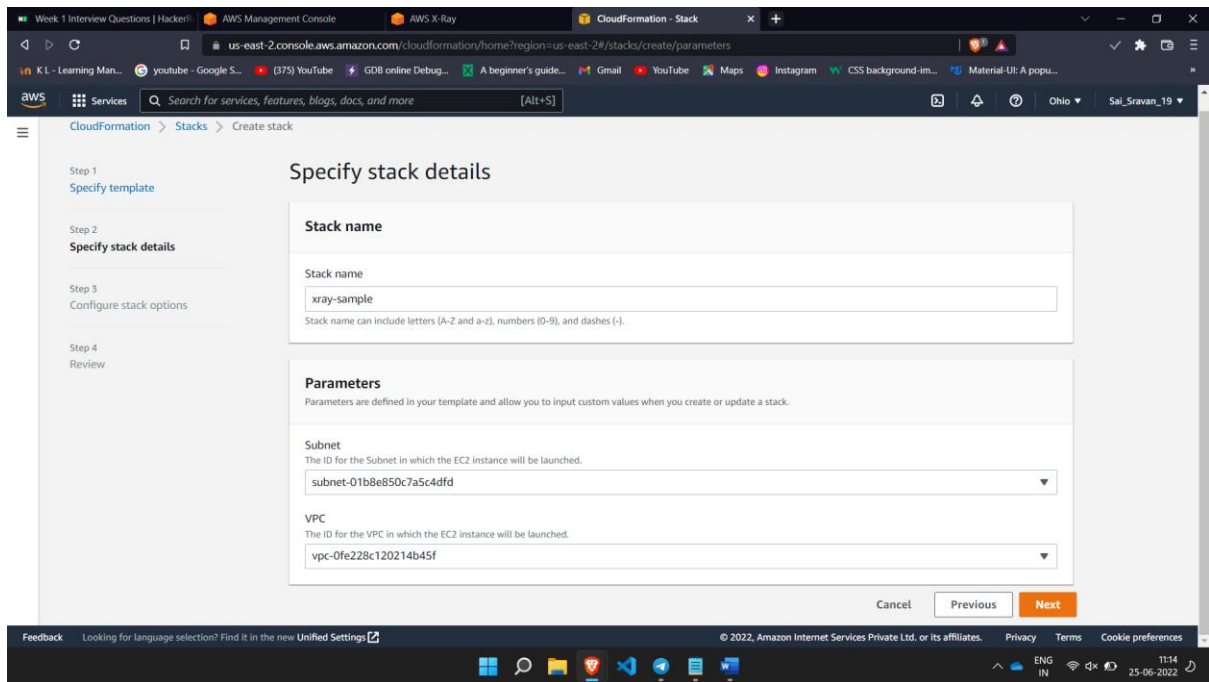 Week 1 Interview Questions | HackerR
AWS Management Console
AWS X-Ray
CloudFormation - Stack
us-east-2.console.aws.amazon.com/cloudformation/home?region=us-east-2#/stacks/create/parameters
K L - Learning Man...
youtube - Google S...
(375) YouTube
GDB online Debug...
A beginner's guide...
Gmail
YouTube
Maps
Instagram
CSS background-im...
Material-UI: A popu...
aws
Services
Search for services, features, blogs, docs, and more
[Alt+S]
Ohio
Sai_Sravan_19
CloudFormation > Stacks > Create stack
Step 1
Specify template
Step 2
Specify stack details
Step 3
Configure stack options
Step 4
Review
Specify stack details
Stack name
Stack name
xray-sample
Stack name can include letters (A-Z and a-z), numbers (0-9), and dashes (-).
Parameters
Parameters are defined in your template and allow you to input custom values when you create or update a stack.
Subnet
The ID for the Subnet in which the EC2 instance will be launched.
subnet-01b8e850c7a5c4dfd
VPC
The ID for the VPC in which the EC2 instance will be launched.
vpc-0fe228c120214b45f
Cancel
Previous
Next
Feedback
Looking for language selection? Find it in the new Unified Settings
© 2022, Amazon Internet Services Private Ltd. or its affiliates.
Privacy
Terms
Cookie preferences
ENG
IN
11:14
25-06-2022